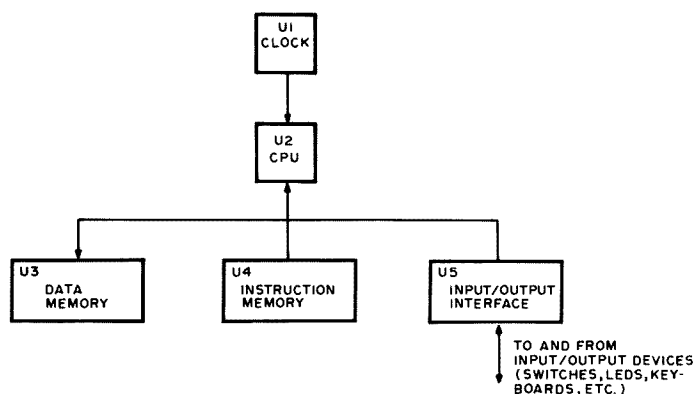 U1
CLOCK
U2
CPU
U3
DATA
MEMORY
U4
INSTRUCTION
MEMORY
U5
INPUT/OUTPUT
INTERFACE
TO AND FROM
INPUT/OUTPUT DEVICES
(SWITCHES, LEDS, KEY-
BOARDS, ETC.)